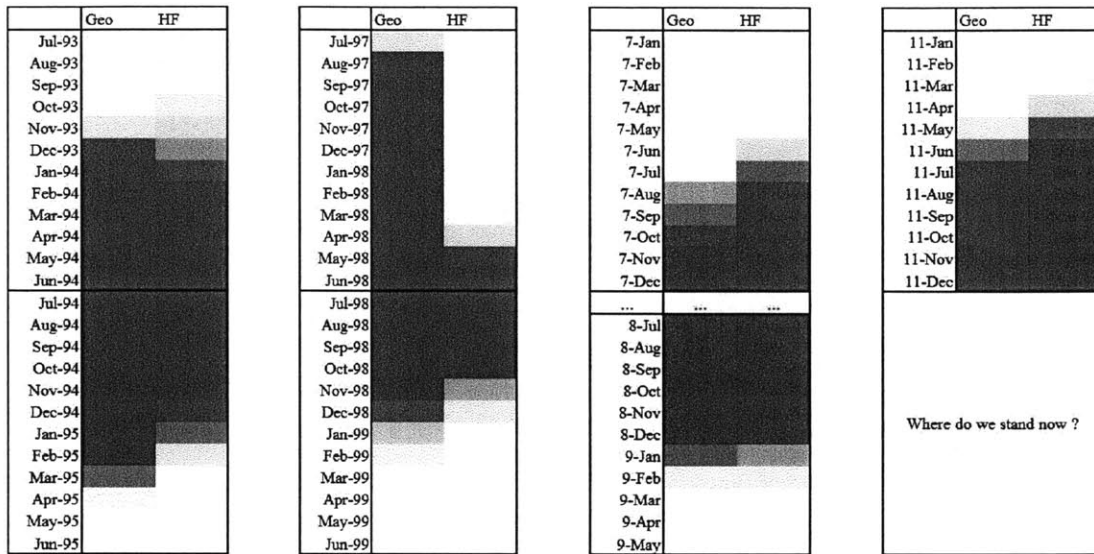 Geo HF
Jul-93
Aug-93
Sep-93
Oct-93
Nov-93
Dec-93
Jan-94
Feb-94
Mar-94
Apr-94
May-94
Jun-94
Jul-94
Aug-94
Sep-94
Oct-94
Nov-94
Dec-94
Jan-95
Feb-95
Mar-95
Apr-95
May-95
Jun-95
Geo HF
Jul-97
Aug-97
Sep-97
Oct-97
Nov-97
Dec-97
Jan-98
Feb-98
Mar-98
Apr-98
May-98
Jun-98
Jul-98
Aug-98
Sep-98
Oct-98
Nov-98
Dec-98
Jan-99
Feb-99
Mar-99
Apr-99
May-99
Jun-99
Geo HF
7-Jan
7-Feb
7-Mar
7-Apr
7-May
7-Jun
7-Jul
7-Aug
7-Sep
7-Oct
7-Nov
7-Dec
... ... ...
8-Jul
8-Aug
8-Sep
8-Oct
8-Nov
8-Dec
9-Jan
9-Feb
9-Mar
9-Apr
9-May
Geo HF
11-Jan
11-Feb
11-Mar
11-Apr
11-May
11-Jun
11-Jul
11-Aug
11-Sep
11-Oct
11-Nov
11-Dec
Where do we stand now ?